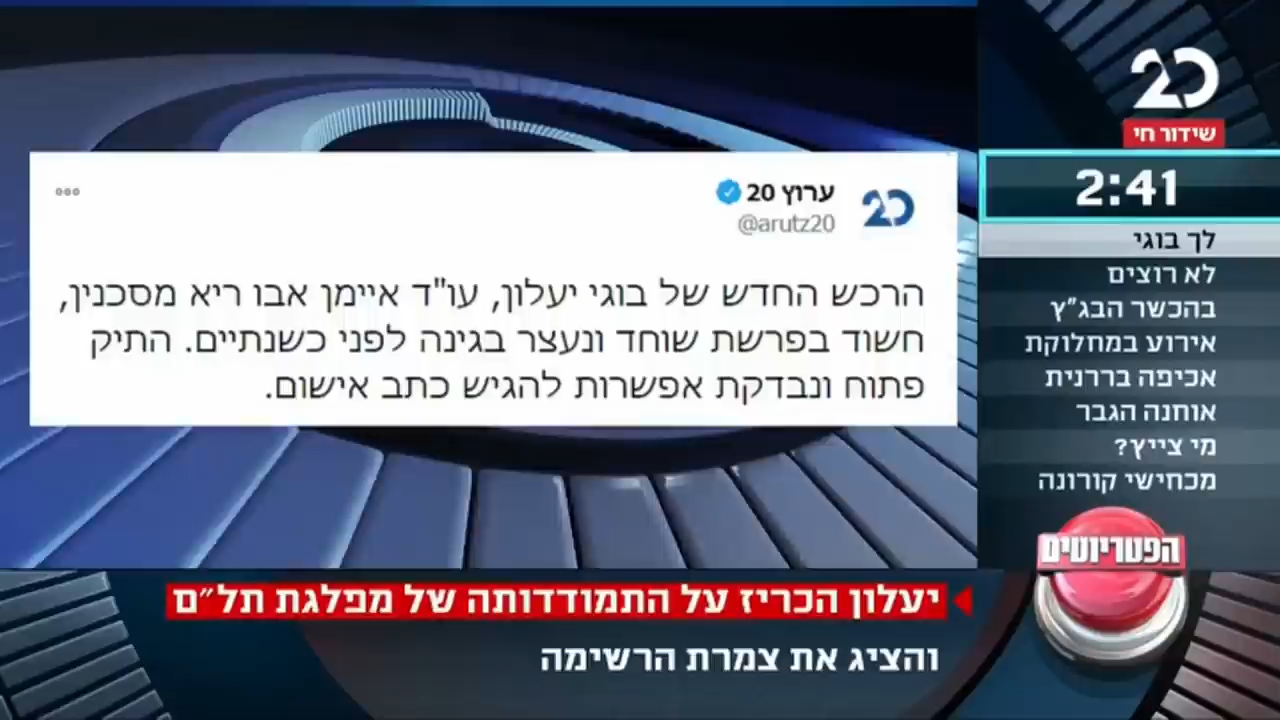 ערוץ 20
@arutz20
20
הרכש החדש של בוגי יעלון, עו"ד איימן אבו ריא מסכנין,
חשוד בפרשת שוחד ונעצר בגינה לפני כשנתיים. התיק
פתוח ונבדקת אפשרות להגיש כתב אישום.
20
שידור חי
2:41
לך בוגי
לא רוצים
בהכשר הבג"ץ
אירוע במחלוקת
אכיפה בררנית
אוחנה הגבר
מי צייץ?
מכחישי קורונה
הפטריוטים
יעלון הכריז על התמודדותה של מפלגת תל"ם
והציג את צמרת הרשימה